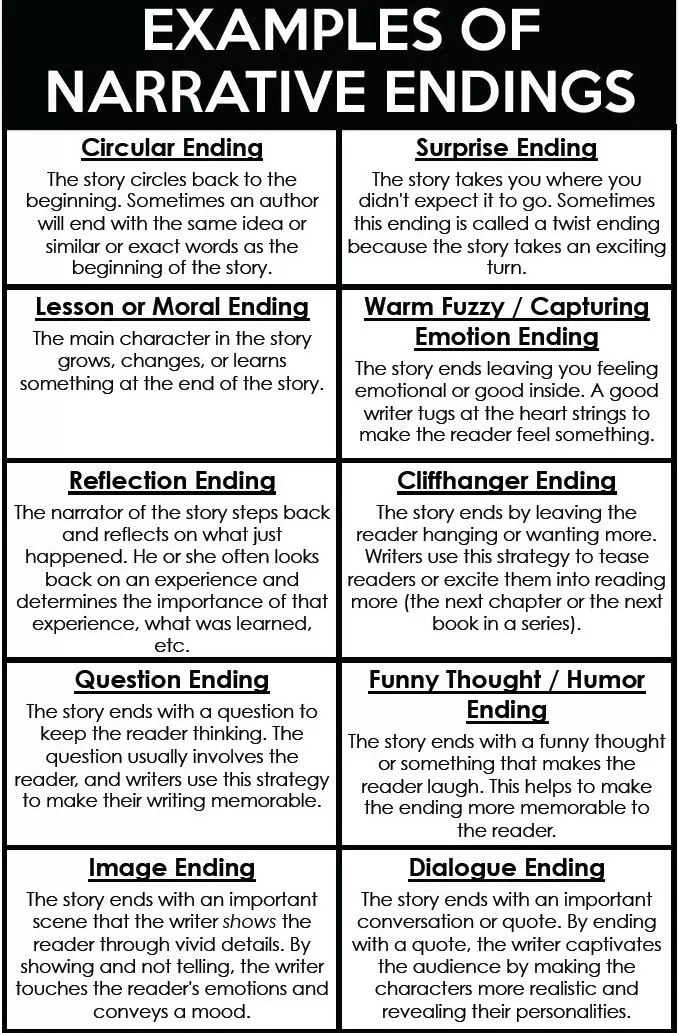 EXAMPLES OF
NARRATIVE ENDINGS
Circular Ending
The story circles back to the
beginning. Sometimes an author
will end with the same idea or
similar or exact words as the
beginning of the story.
Surprise Ending
The story takes you where you
didn't expect it to go. Sometimes
this ending is called a twist ending
because the story takes an exciting
turn.
Lesson or Moral Ending
The main character in the story
grows, changes, or learns
something at the end of the story.
Warm Fuzzy / Capturing
Emotion Ending
The story ends leaving you feeling
emotional or good inside. A good
writer tugs at the heart strings to
make the reader feel something.
Reflection Ending
The narrator of the story steps back
and reflects on what just
happened. He or she often looks
back on an experience and
determines the importance of that
experience, what was learned,
etc.
Cliffhanger Ending
The story ends by leaving the
reader hanging or wanting more.
Writers use this strategy to tease
readers or excite them into reading
more (the next chapter or the next
book in a series).
Question Ending
The story ends with a question to
keep the reader thinking. The
question usually involves the
reader, and writers use this strategy
to make their writing memorable.
Funny Thought / Humor
Ending
The story ends with a funny thought
or something that makes the
reader laugh. This helps to make
the ending more memorable to
the reader.
Image Ending
The story ends with an important
scene that the writer shows the
reader through vivid details. By
showing and not telling, the writer
touches the reader's emotions and
conveys a mood.
Dialogue Ending
The story ends with an important
conversation or quote. By ending
with a quote, the writer captivates
the audience by making the
characters more realistic and
revealing their personalities.